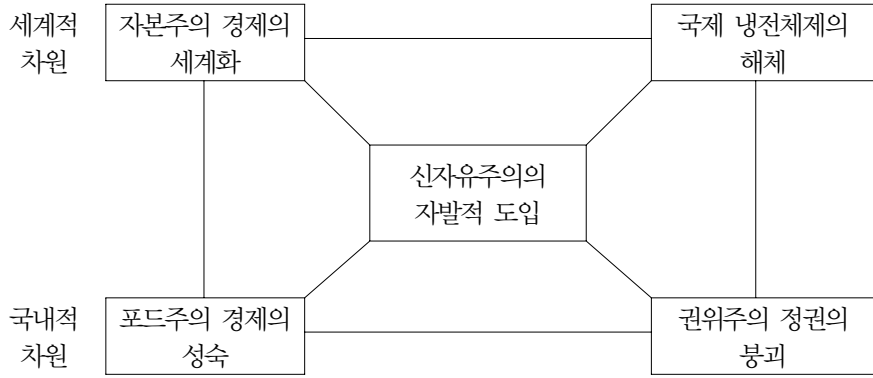 세계적
차원
자본주의 경제의
세계화
국제 냉전체제의
해체
신자유주의의
자발적 도입
국내적
차원
포드주의 경제의
성숙
권위주의 정권의
붕괴